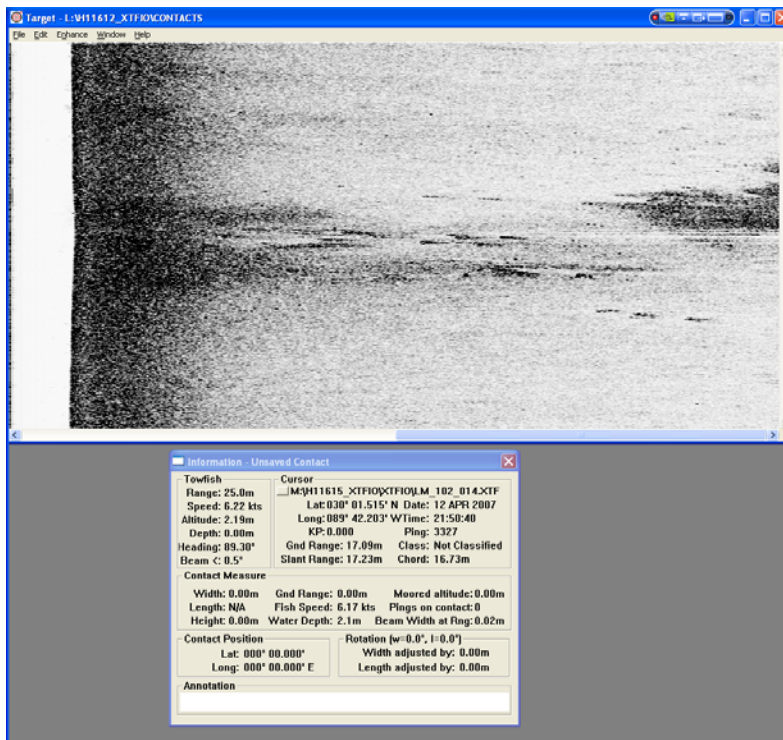 Target - L:\H11612_XTFIO\CONTACTS
File Edit Enhance Window Help
Information - Unsaved Contact
Towfish
Range: 25.0m
Speed: 6.22 kts
Altitude: 2.19m
Depth: 0.00m
Heading: 89.30°
Beam <: 0.5°
Cursor
M:\H11615_XTFIO\XTFIO\LM_102_014.XTF
Lat: 030° 01.515' N Date: 12 APR 2007
Long: 089° 42.203' W Time: 21:50:40
KP: 0.000 Ping: 3327
Gnd Range: 17.09m Class: Not Classified
Slant Range: 17.23m Chord: 16.73m
Contact Measure
Width: 0.00m Gnd Range: 0.00m Moored altitude: 0.00m
Length: N/A Fish Speed: 6.17 kts Pings on contact: 0
Height: 0.00m Water Depth: 2.1m Beam Width at Rng: 0.02m
Contact Position
Lat: 000° 00.000'
Long: 000° 00.000' E
Rotation (w=0.0°, l=0.0°)
Width adjusted by: 0.00m
Length adjusted by: 0.00m
Annotation